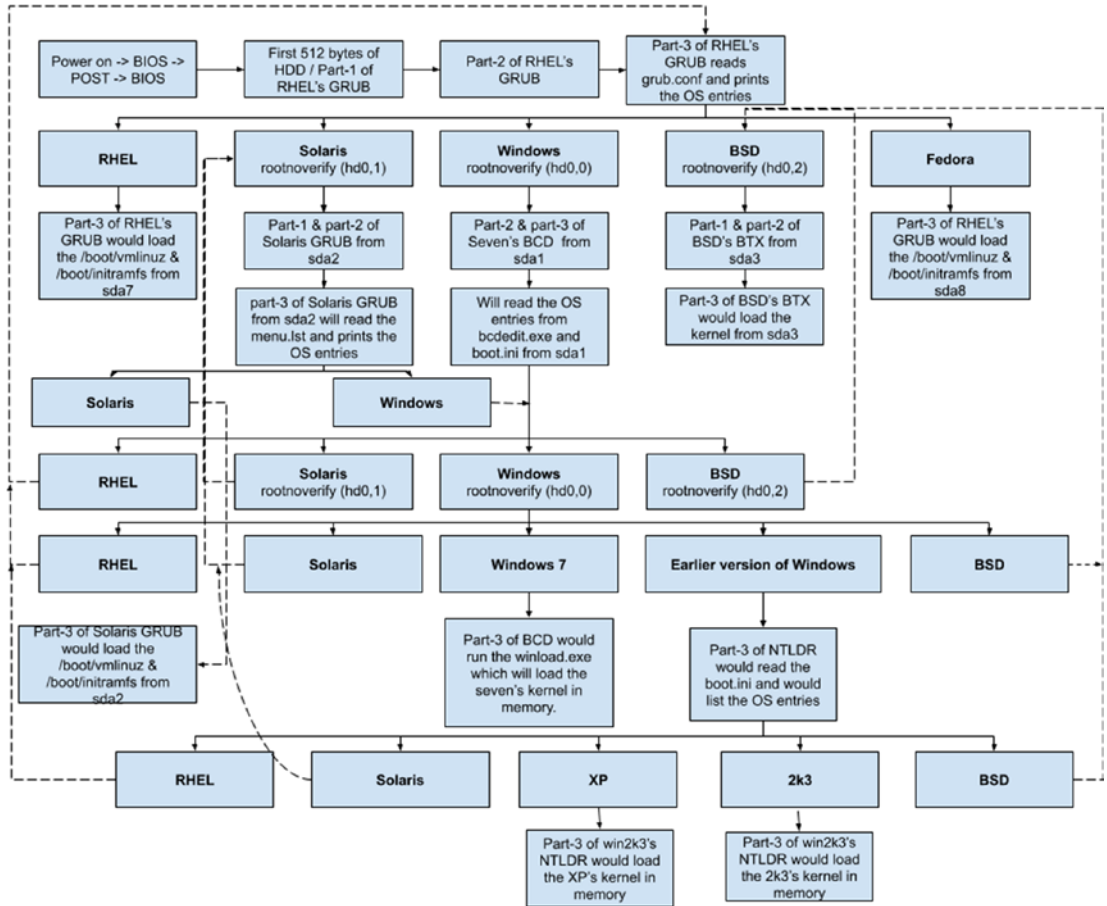 Power on -> BIOS ->
POST -> BIOS
First 512 bytes of
HDD / Part-1 of
RHEL's GRUB
Part-2 of RHEL's
GRUB
Part-3 of RHEL's
GRUB reads
grub.conf and prints
the OS entries
RHEL
Solaris
rootnoverify (hd0,1)
Windows
rootnoverify (hd0,0)
BSD
rootnoverify (hd0,2)
Fedora
Part-3 of RHEL's
GRUB would load
the /boot/vmlinuz &
/boot/initramfs from
sda7
Part-1 & part-2 of
Solaris GRUB from
sda2
Part-2 & part-3 of
Seven's BCD from
sda1
Part-1 & part-2 of
BSD's BTX from
sda3
Part-3 of RHEL's
GRUB would load
the /boot/vmlinuz &
/boot/initramfs from
sda8
part-3 of Solaris GRUB
from sda2 will read the
menu.lst and prints the
OS entries
Will read the OS
entries from
bcdedit.exe and
boot.ini from sda1
Part-3 of BSD's BTX
would load the
kernel from sda3
Solaris
Windows
RHEL
Solaris
rootnoverify (hd0,1)
Windows
rootnoverify (hd0,0)
BSD
rootnoverify (hd0,2)
RHEL
Solaris
Windows 7
Earlier version of Windows
BSD
Part-3 of Solaris GRUB
would load the
/boot/vmlinuz &
/boot/initramfs from
sda2
Part-3 of BCD would
run the winload.exe
which will load the
seven's kernel in
memory.
Part-3 of NTLDR
would read the
boot.ini and would
list the OS entries
RHEL
Solaris
XP
2k3
BSD
Part-3 of win2k3's
NTLDR would load
the XP's kernel in
memory
Part-3 of win2k3's
NTLDR would load
the 2k3's kernel in
memory